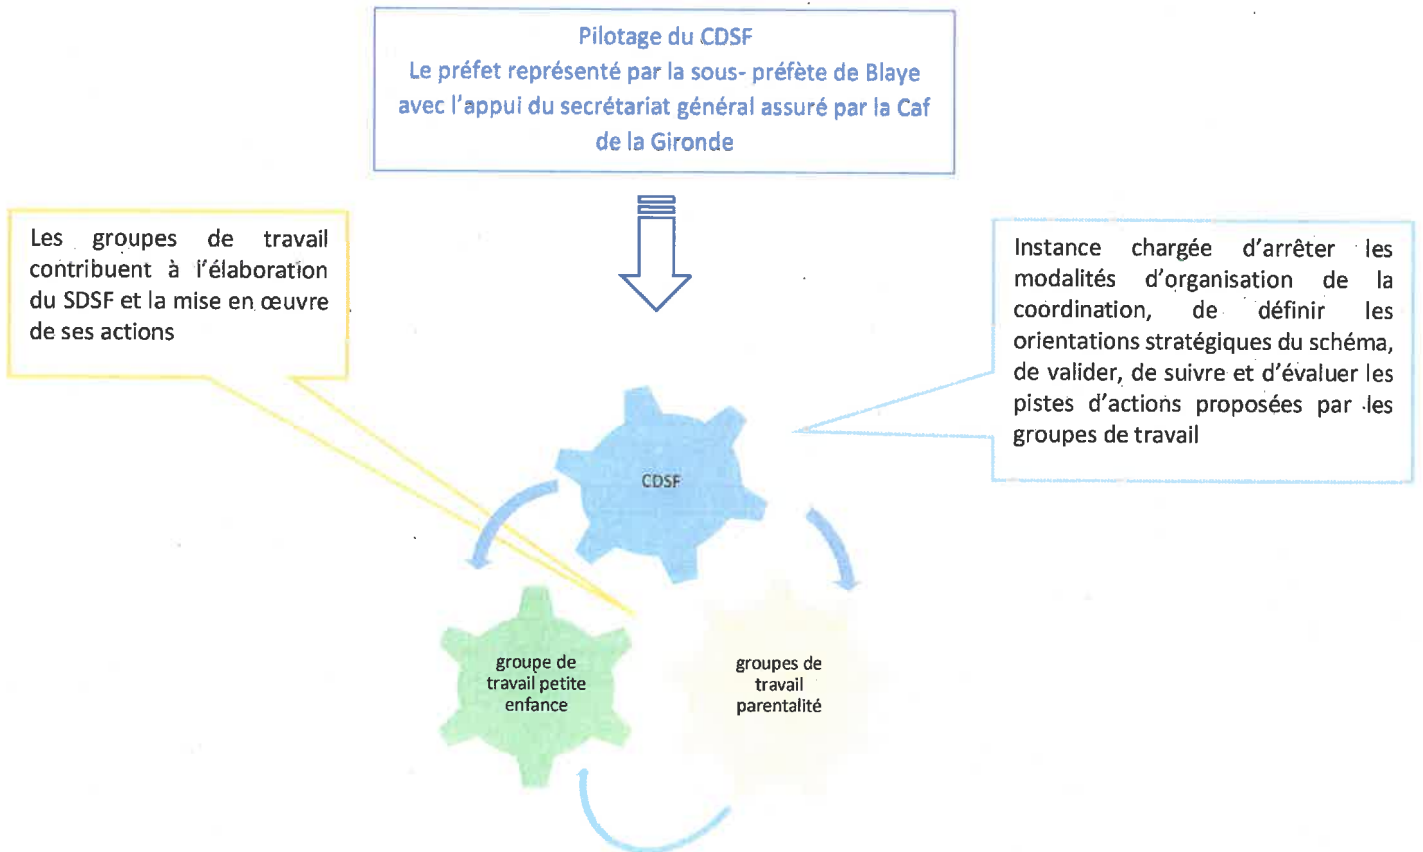 Pilotage du CDSF
Le préfet représenté par la sous- préfète de Blaye
avec l'appui du secrétariat général assuré par la Caf
de la Gironde
Les groupes de travail
contribuent à l'élaboration
du SDSF et la mise en œuvre
de ses actions
Instance chargée d'arrêter les
modalités d'organisation de la
coordination, de définir les
orientations stratégiques du schéma,
de valider, de suivre et d'évaluer les
pistes d'actions proposées par les
groupes de travail
CDSF
groupe de
travail petite
enfance
groupes de
travail
parentalité